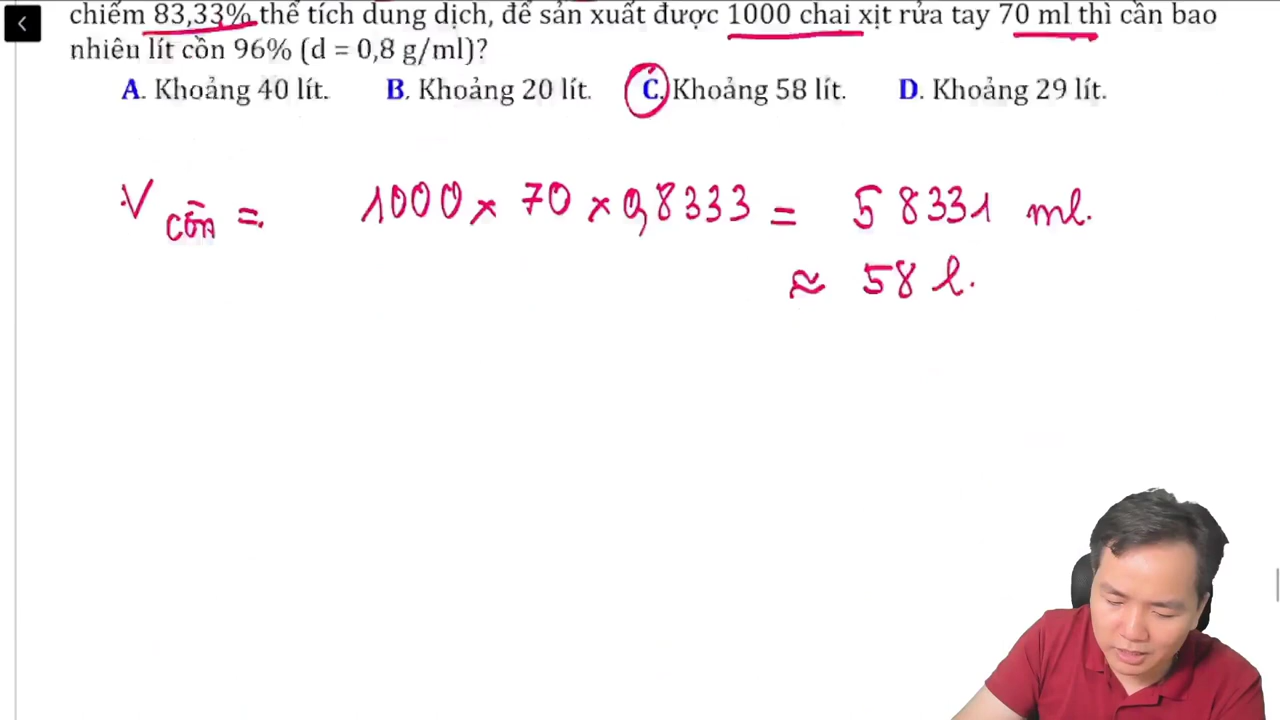 chiếm 83,33% thể tích dung dịch, để sản xuất được 1000 chai xịt rửa tay 70 ml thì cần bao
nhiêu lít cồn 96% (d = 0,8 g/ml)?
A. Khoảng 40 lít. B. Khoảng 20 lít. C. Khoảng 58 lít. D. Khoảng 29 lít.
V cồn = 1000 × 70 × 0,8333 = 58331 ml.
≈ 58 l.